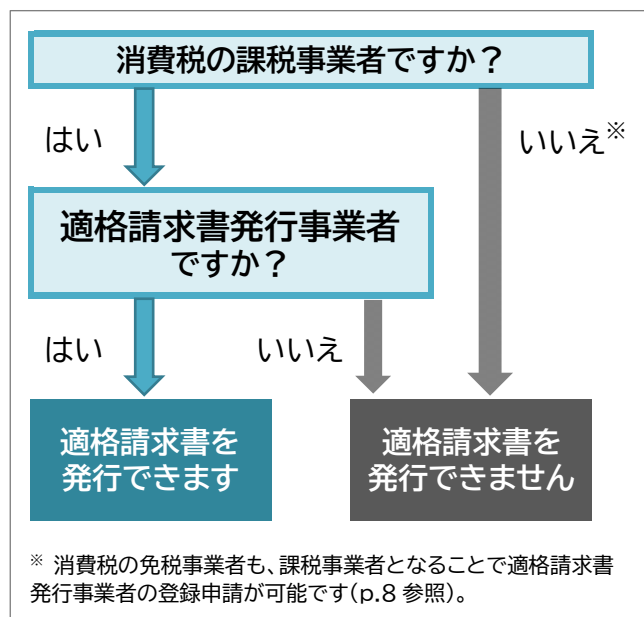 消費税の課税事業者ですか？
はい
いいえ※
適格請求書発行事業者
ですか？
はい
いいえ
適格請求書を
発行できます
適格請求書を
発行できません
※ 消費税の免税事業者も、課税事業者となることで適格請求書
発行事業者の登録申請が可能です(p.8 参照)。